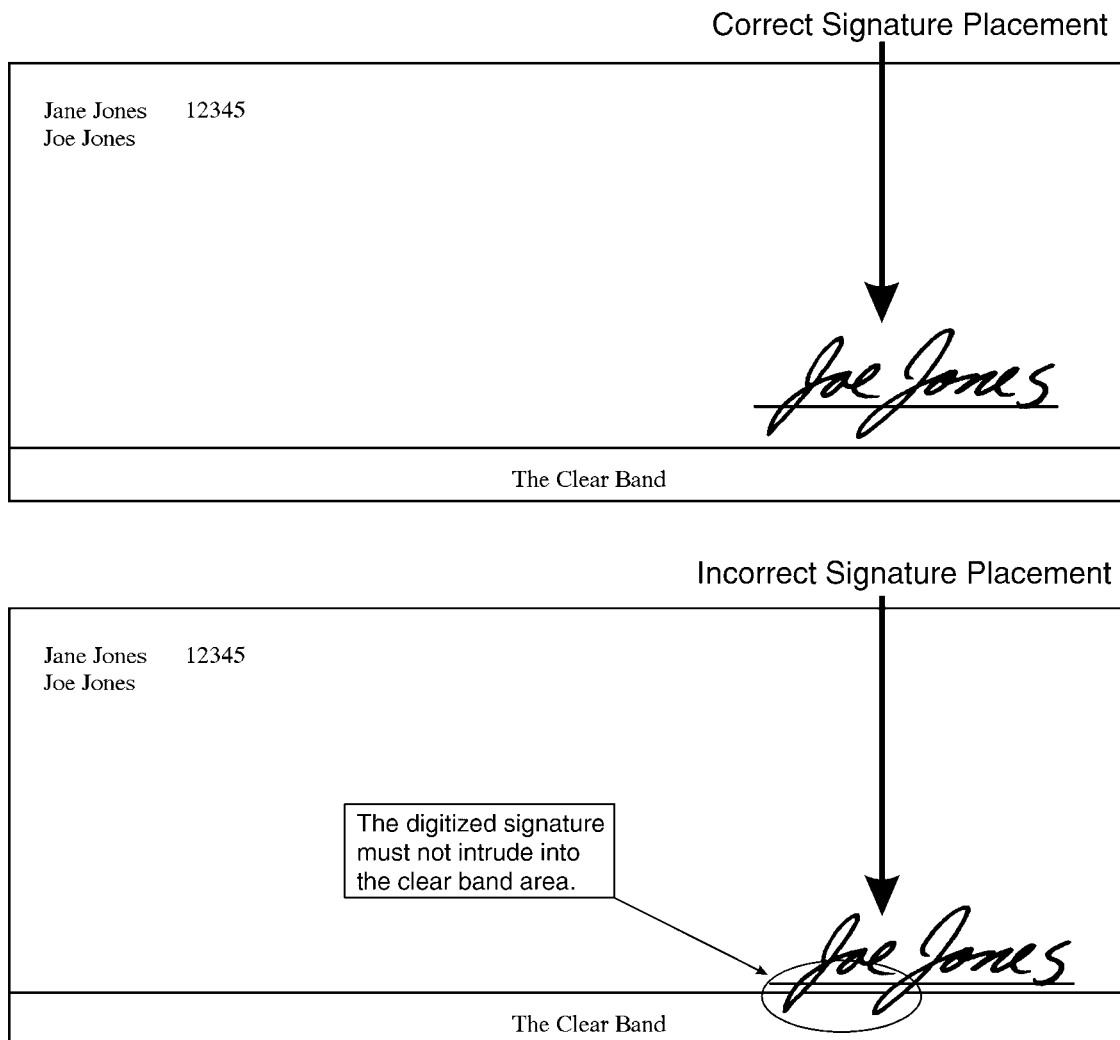 Correct Signature Placement
Jane Jones 12345
Joe Jones
Joe Jones
The Clear Band
Incorrect Signature Placement
Jane Jones 12345
Joe Jones
The digitized signature
must not intrude into
the clear band area.
Joe Jones
The Clear Band